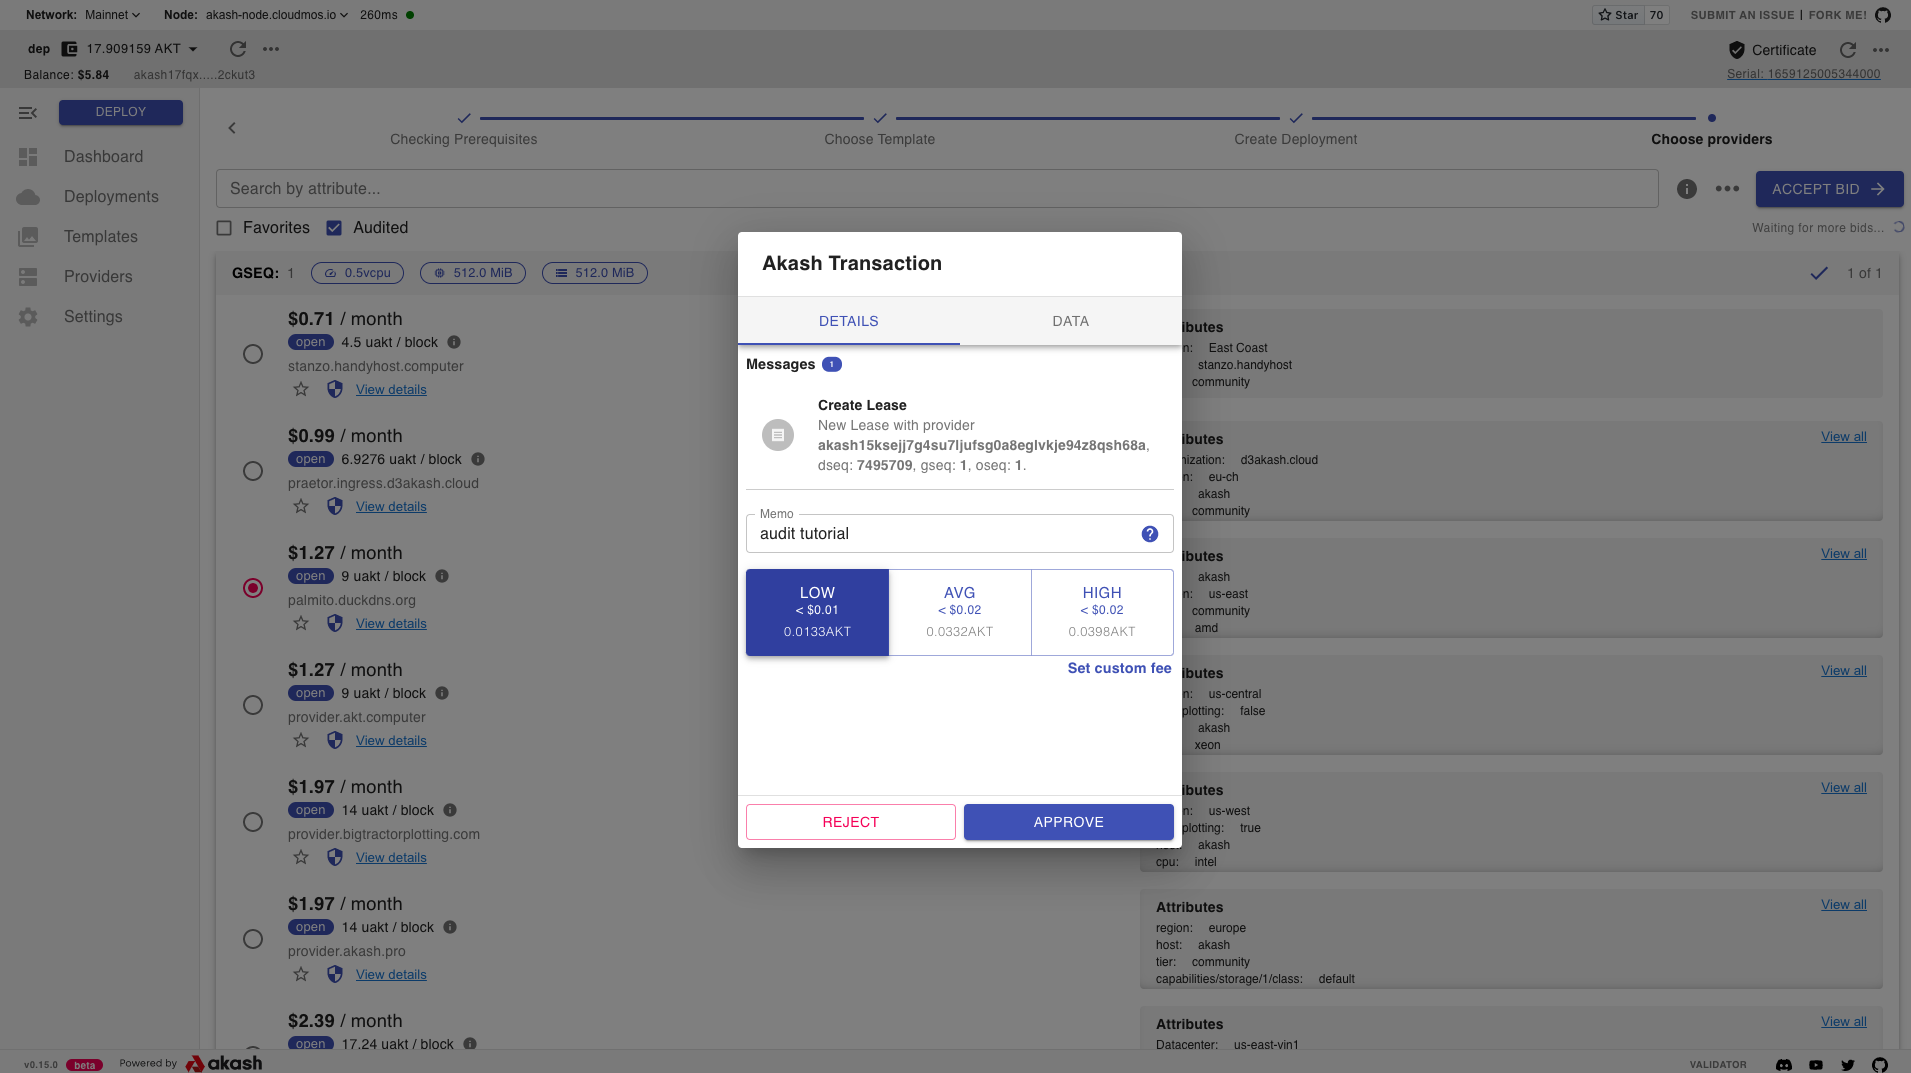 Network: Mainnet Node: akash-node.cloudmos.io 260ms Star 70 SUBMIT AN ISSUE | FORK ME!
dep 17.909159 AKT Certificate
Balance: $5.84 akash17fqx.....2ckut3 Serial: 1659125005344000
DEPLOY
Dashboard
Deployments
Templates
Providers
Settings
Checking Prerequisites Choose Template Create Deployment Choose providers
Search by attribute... ACCEPT BID
Favorites Audited Waiting for more bids...
GSEQ: 1 0.5vcpu 512.0 MiB 512.0 MiB 1 of 1
$0.71 / month
open 4.5 uakt / block
stanzo.handyhost.computer
View details
$0.99 / month
open 6.9276 uakt / block
praetor.ingress.d3akash.cloud
View details
$1.27 / month
open 9 uakt / block
palmito.duckdns.org
View details
$1.27 / month
open 9 uakt / block
provider.akt.computer
View details
$1.97 / month
open 14 uakt / block
provider.bigtractorplotting.com
View details
$1.97 / month
open 14 uakt / block
provider.akash.pro
View details
$2.39 / month
open 17.24 uakt / block
Akash Transaction
DETAILS DATA
Messages 1
Create Lease
New Lease with provider
akash15ksejj7g4su7ljufsg0a8eglvkje94z8qsh68a,
dseq: 7495709, gseq: 1, oseq: 1.
Memo
audit tutorial
LOW AVG HIGH
< $0.01 < $0.02 < $0.02
0.0133AKT 0.0332AKT 0.0398AKT
Set custom fee
REJECT APPROVE
ibutes
n: East Coast
stanzo.handyhost
community
ibutes View all
nization: d3akash.cloud
n: eu-ch
akash
community
ibutes View all
akash
n: us-east
community
amd
ibutes View all
n: us-central
plotting: false
akash
xeon
ibutes View all
n: us-west
plotting: true
akash
cpu: intel
Attributes View all
region: europe
host: akash
tier: community
capabilities/storage/1/class: default
Attributes View all
Datacenter: us-east-vin1
v0.15.0 beta Powered by akash VALIDATOR